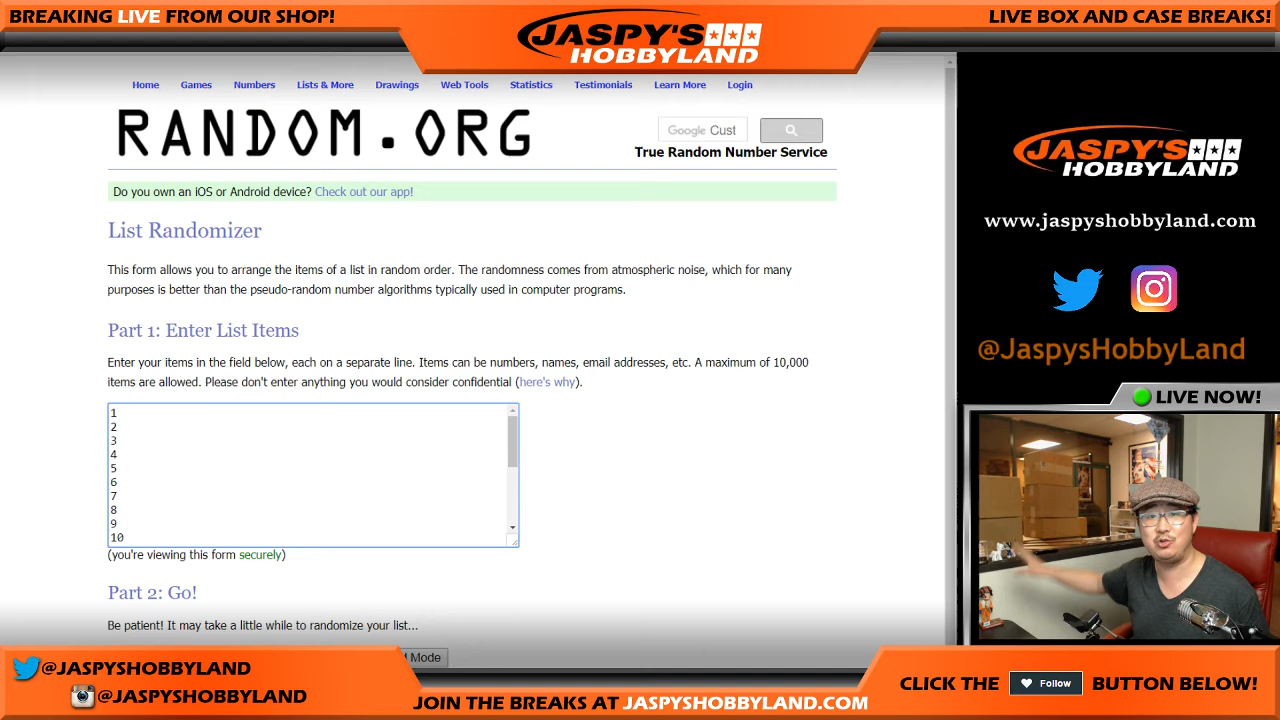 BREAKING LIVE FROM OUR SHOP!
JASPY'S
HOBBYLAND
LIVE BOX AND CASE BREAKS!
Home Games Numbers Lists & More Drawings Web Tools Statistics Testimonials Learn More Login
RANDOM.ORG
Google Cust
True Random Number Service
Do you own an iOS or Android device? Check out our app!
List Randomizer
This form allows you to arrange the items of a list in random order. The randomness comes from atmospheric noise, which for many
purposes is better than the pseudo-random number algorithms typically used in computer programs.
Part 1: Enter List Items
Enter your items in the field below, each on a separate line. Items can be numbers, names, email addresses, etc. A maximum of 10,000
items are allowed. Please don't enter anything you would consider confidential (here's why).
1
2
3
4
5
6
7
8
9
10
(you're viewing this form securely)
Part 2: Go!
Be patient! It may take a little while to randomize your list...
Mode
JASPY'S
HOBBYLAND
www.jaspyshobbyland.com
@JaspysHobbyLand
LIVE NOW!
@JASPYSHOBBYLAND
@JASPYSHOBBYLAND
JOIN THE BREAKS AT JASPYSHOBBYLAND.COM
CLICK THE Follow BUTTON BELOW!